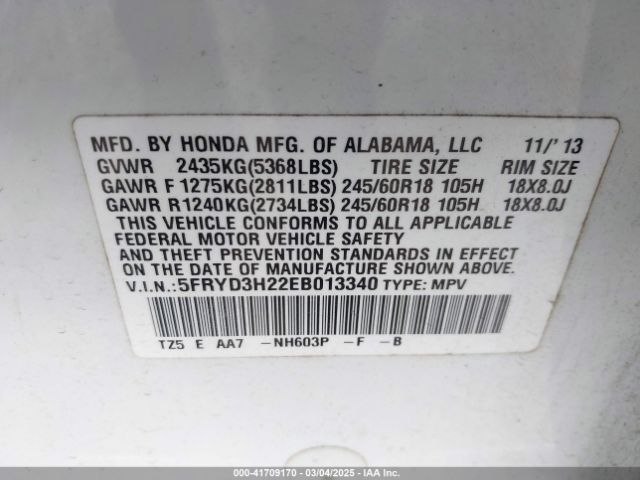 MFD. BY HONDA MFG. OF ALABAMA, LLC 11/'13
GVWR 2435KG(5368LBS) TIRE SIZE RIM SIZE
GAWR F 1275KG(2811LBS) 245/60R18 105H 18X8.0J
GAWR R1240KG(2734LBS) 245/60R18 105H 18X8.0J
THIS VEHICLE CONFORMS TO ALL APPLICABLE
FEDERAL MOTOR VEHICLE SAFETY
AND THEFT PREVENTION STANDARDS IN EFFECT
ON THE DATE OF MANUFACTURE SHOWN ABOVE.
V.I.N.:5FRYD3H22EB013340 TYPE: MPV
TZ5 E AA7 -NH603P -F -B
000-41709170 - 03/04/2025 - IAAI.com